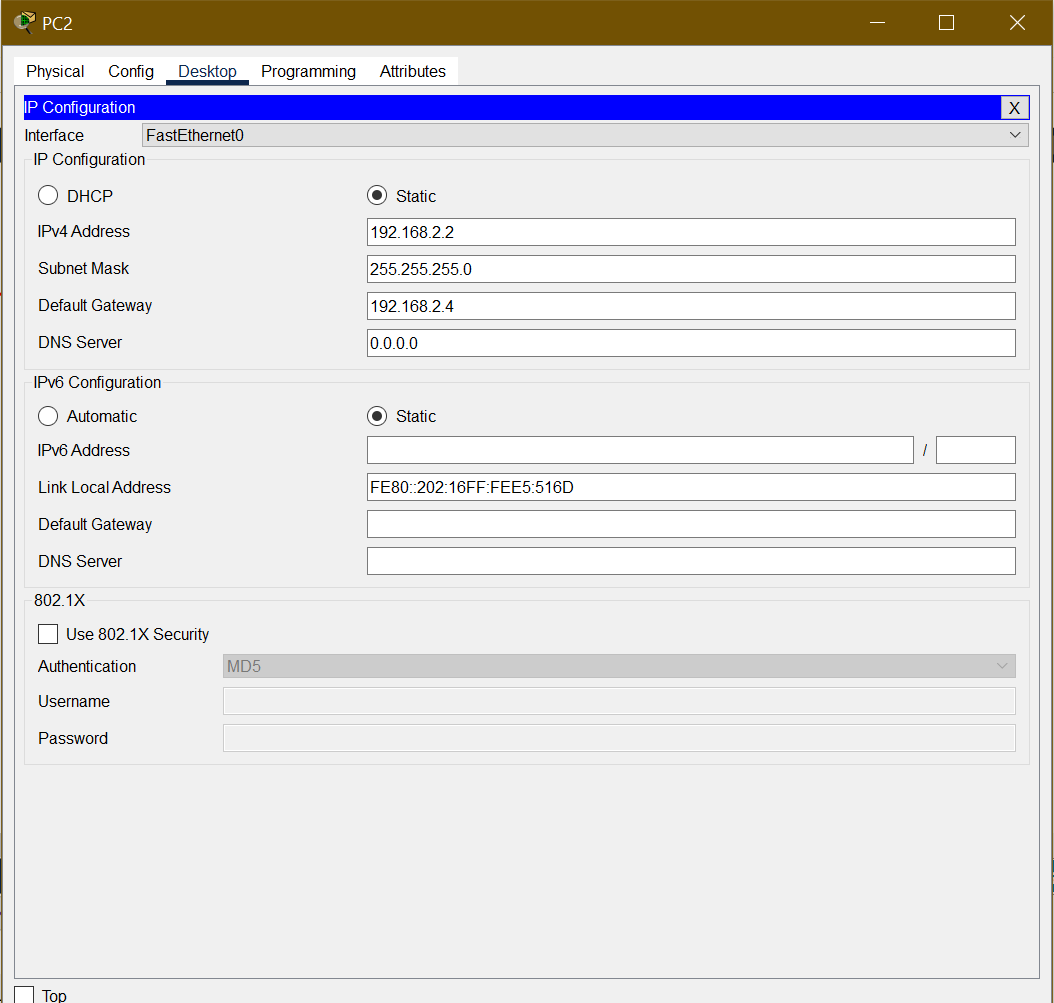 PC2
Physical Config Desktop Programming Attributes
IP Configuration X
Interface FastEthernet0
IP Configuration
DHCP Static
IPv4 Address 192.168.2.2
Subnet Mask 255.255.255.0
Default Gateway 192.168.2.4
DNS Server 0.0.0.0
IPv6 Configuration
Automatic Static
IPv6 Address /
Link Local Address FE80::202:16FF:FEE5:516D
Default Gateway
DNS Server
802.1X
Use 802.1X Security
Authentication MD5
Username
Password
Top